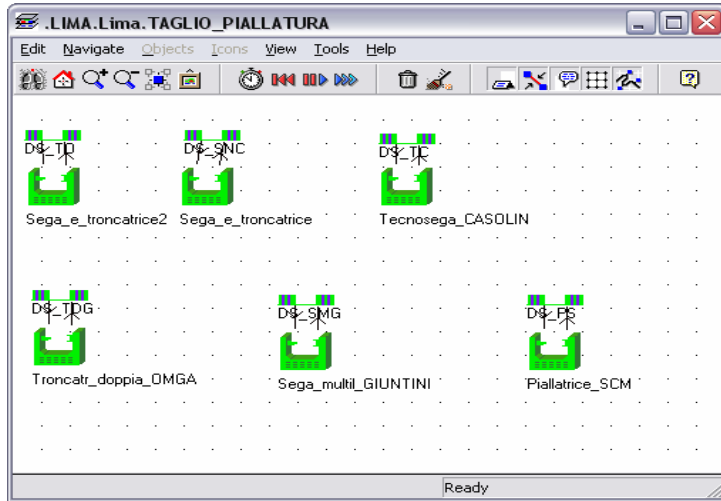 .LIMA.Lima.TAGLIO_PIALLATURA
Edit Navigate Objects Icons View Tools Help
DS_TO DS_SNC DS_TC
Sega_e_troncatrice2 Sega_e_troncatrice Tecnosega_CASOLIN
DS_TDG DS_SMG DS_PS
Troncatr_doppia_OMGA Sega_multil_GIUNTINI Piallatrice_SCM
Ready